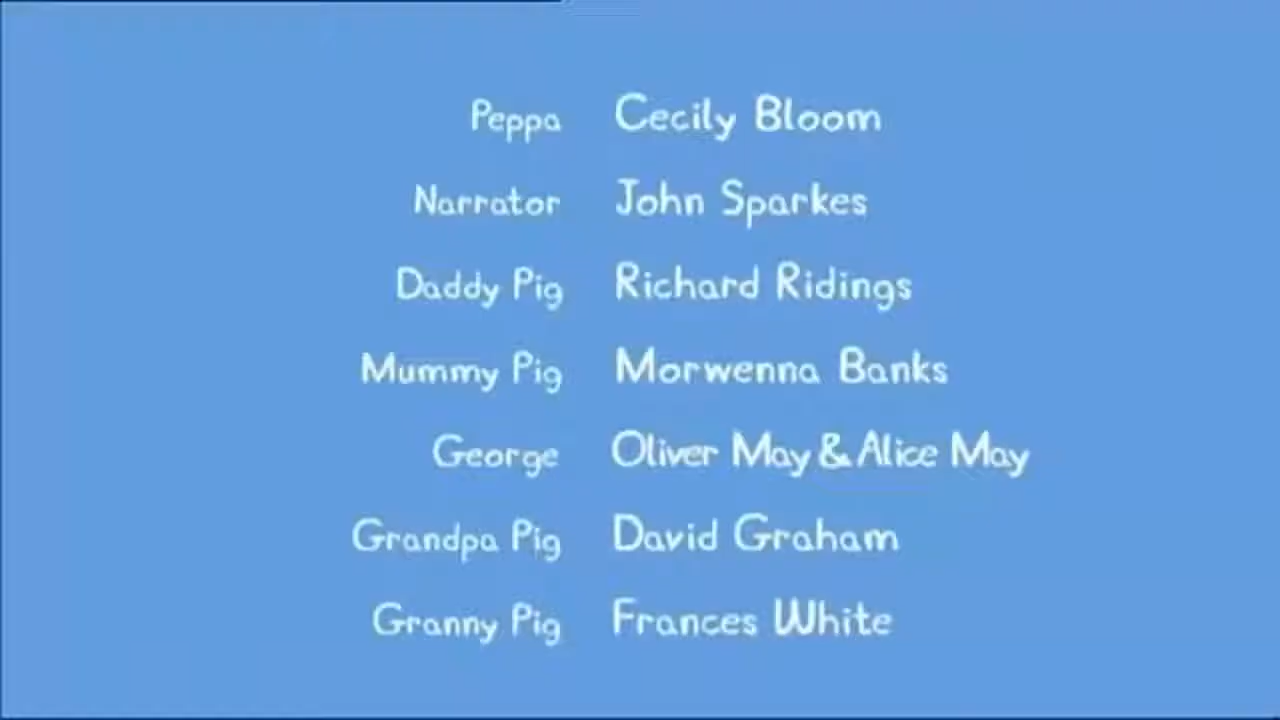 Peppa Cecily Bloom
Narrator John Sparkes
Daddy Pig Richard Ridings
Mummy Pig Morwenna Banks
George Oliver May & Alice May
Grandpa Pig David Graham
Granny Pig Frances White